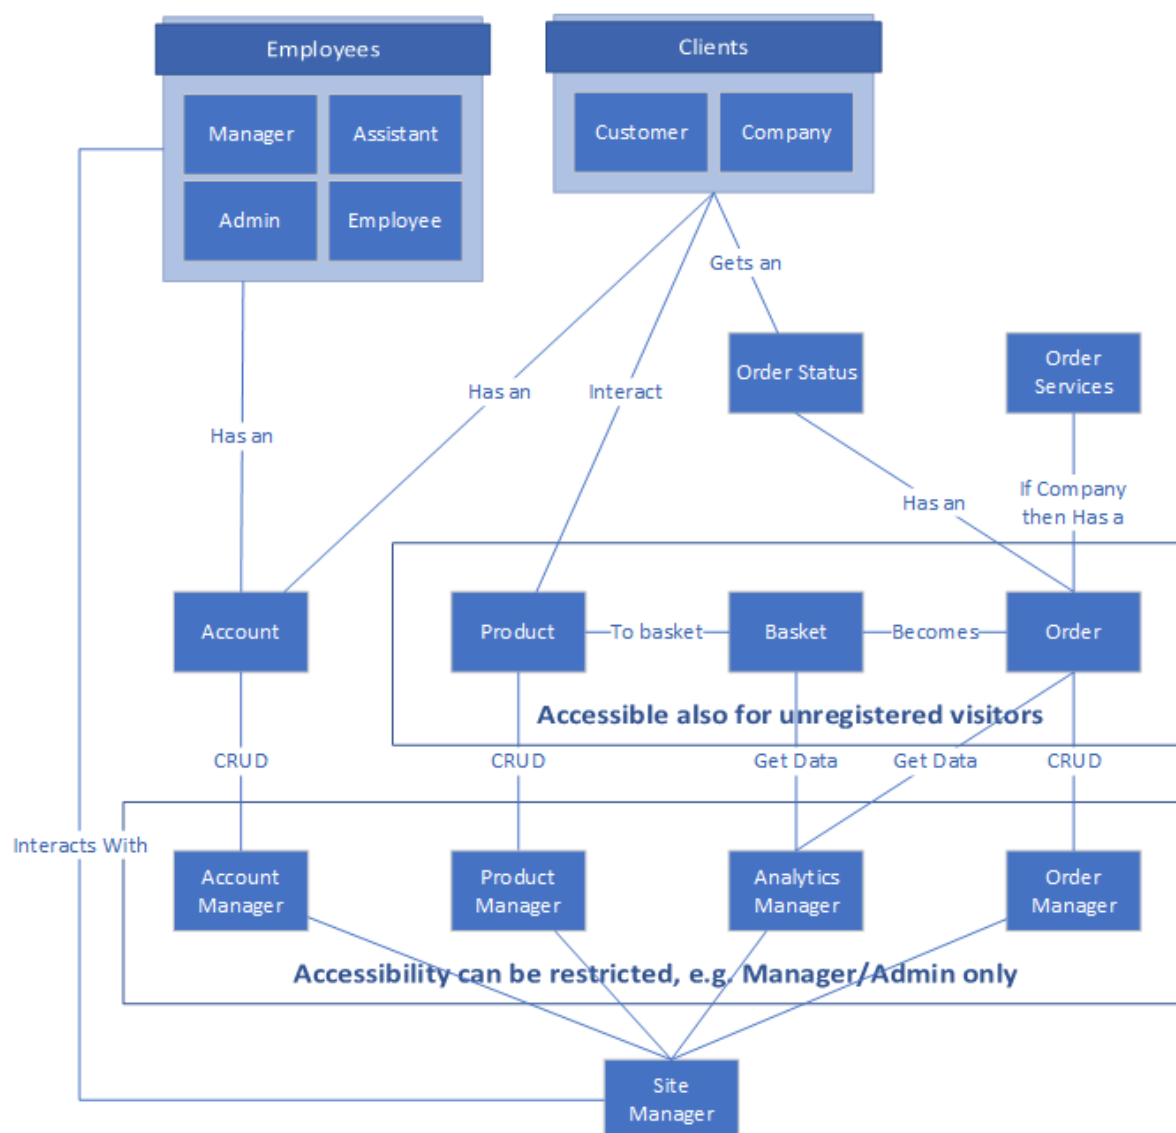 Employees
Clients
Manager
Assistant
Customer
Company
Admin
Employee
Gets an
Order Status
Order
Services
Has an
Interact
Has an
If Company
then Has a
Has an
Account
Product
To basket
Basket
Becomes
Order
Accessible also for unregistered visitors
CRUD
CRUD
Get Data
Get Data
CRUD
Interacts With
Account
Manager
Product
Manager
Analytics
Manager
Order
Manager
Accessibility can be restricted, e.g. Manager/Admin only
Site
Manager